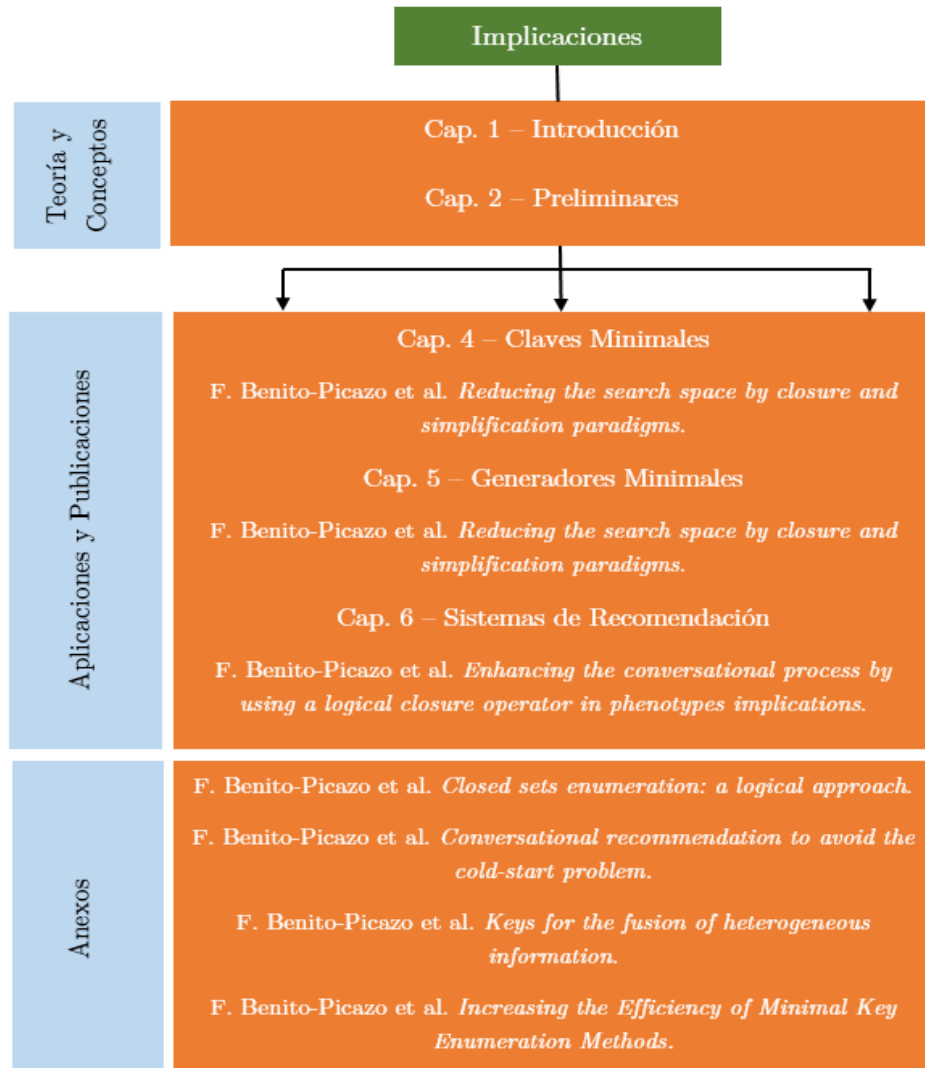 Implicaciones
Teoría y
Conceptos
Cap. 1 – Introducción
Cap. 2 – Preliminares
Aplicaciones y Publicaciones
Cap. 4 – Claves Minimales
F. Benito-Picazo et al. Reducing the search space by closure and
simplification paradigms.
Cap. 5 – Generadores Minimales
F. Benito-Picazo et al. Reducing the search space by closure and
simplification paradigms.
Cap. 6 – Sistemas de Recomendación
F. Benito-Picazo et al. Enhancing the conversational process by
using a logical closure operator in phenotypes implications.
Anexos
F. Benito-Picazo et al. Closed sets enumeration: a logical approach.
F. Benito-Picazo et al. Conversational recommendation to avoid the
cold-start problem.
F. Benito-Picazo et al. Keys for the fusion of heterogeneous
information.
F. Benito-Picazo et al. Increasing the Efficiency of Minimal Key
Enumeration Methods.